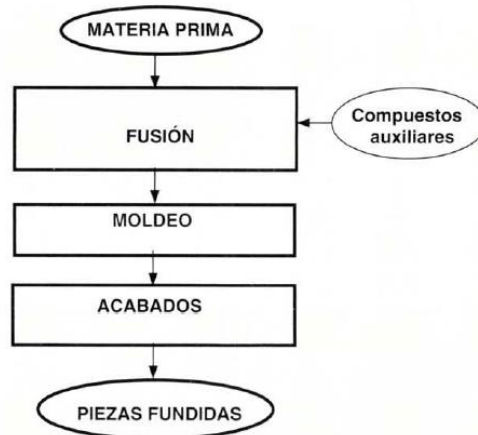 MATERIA PRIMA
FUSIÓN
Compuestos
auxiliares
MOLDEO
ACABADOS
PIEZAS FUNDIDAS